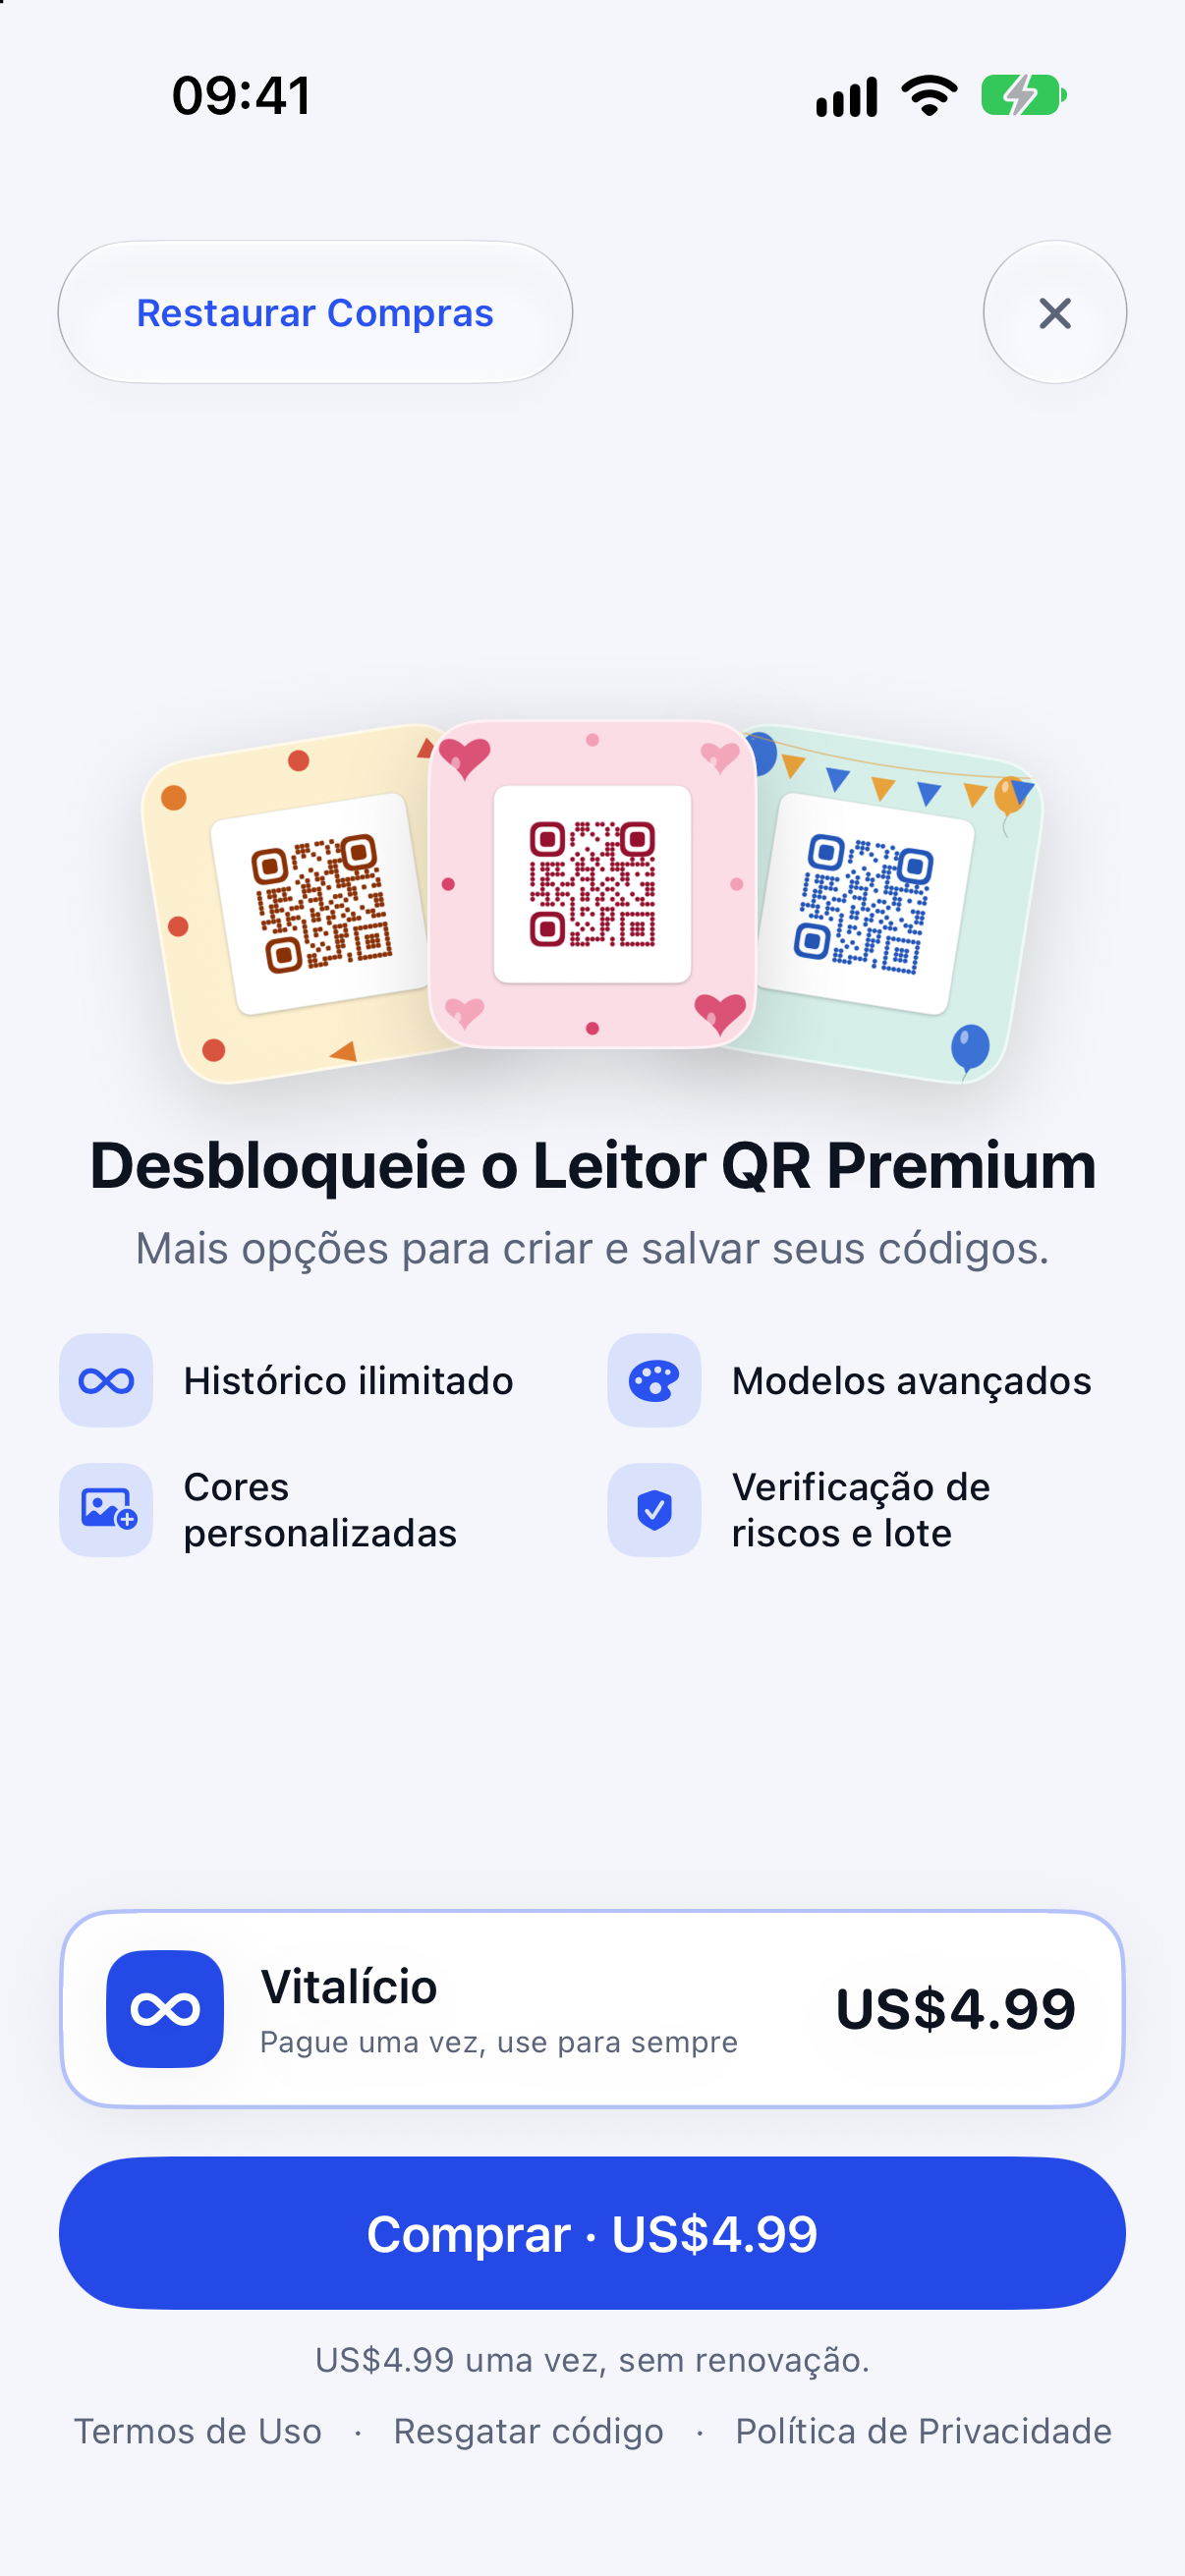 09:41
Restaurar Compras
Desbloqueie o Leitor QR Premium
Mais opções para criar e salvar seus códigos.
Histórico ilimitado
Modelos avançados
Cores
personalizadas
Verificação de
riscos e lote
Vitalício
Pague uma vez, use para sempre
US$4.99
Comprar · US$4.99
US$4.99 uma vez, sem renovação.
Termos de Uso · Resgatar código · Política de Privacidade